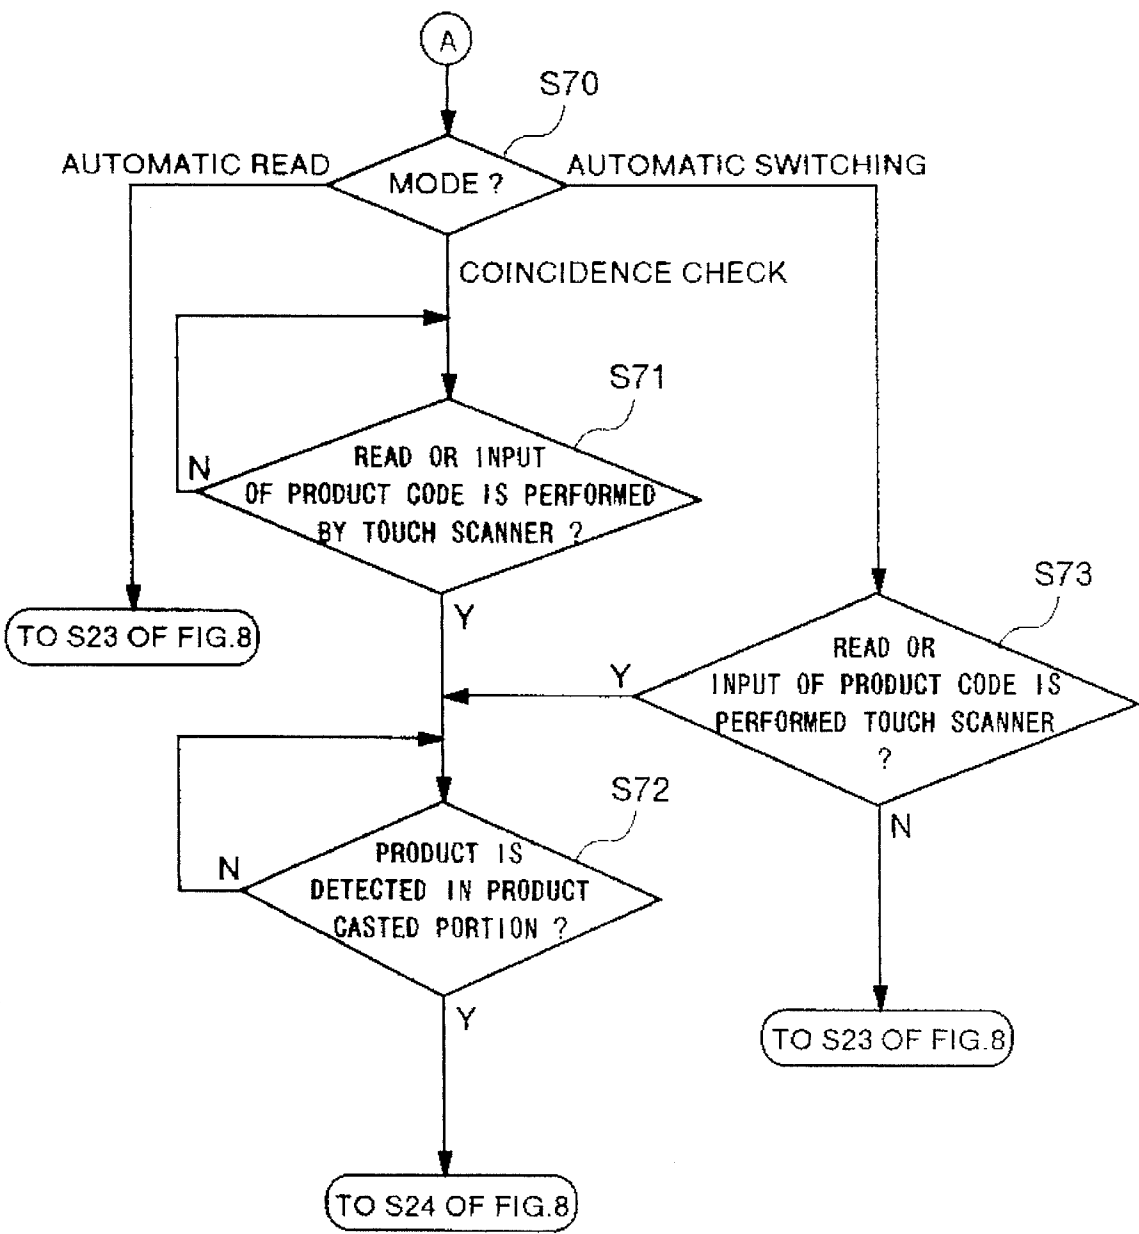 A
S70
AUTOMATIC READ
MODE ?
AUTOMATIC SWITCHING
COINCIDENCE CHECK
S71
N
READ OR INPUT
OF PRODUCT CODE IS PERFORMED
BY TOUCH SCANNER ?
Y
TO S23 OF FIG.8
S73
Y
READ OR
INPUT OF PRODUCT CODE IS
PERFORMED TOUCH SCANNER
?
N
S72
N
PRODUCT IS
DETECTED IN PRODUCT
CASTED PORTION ?
Y
TO S23 OF FIG.8
TO S24 OF FIG.8